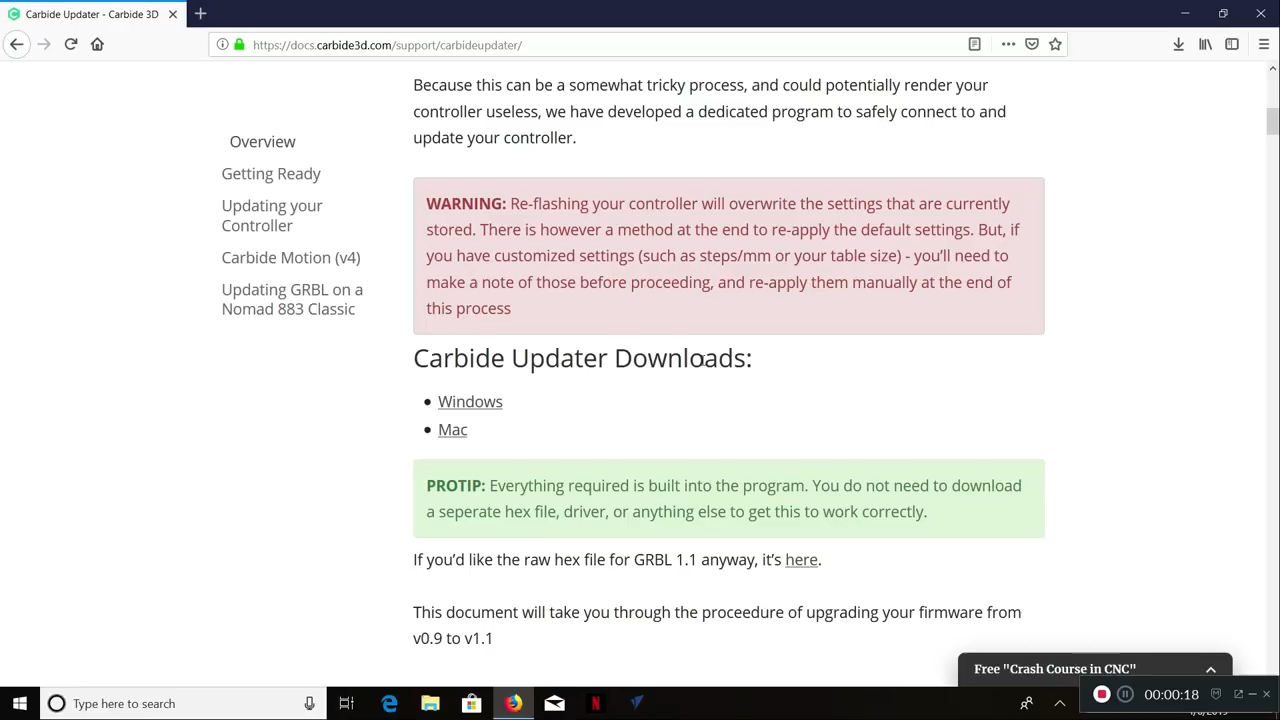 Carbide Updater - Carbide 3D
https://docs.carbide3d.com/support/carbideupdater/
Because this can be a somewhat tricky process, and could potentially render your
controller useless, we have developed a dedicated program to safely connect to and
update your controller.
Overview
Getting Ready
Updating your
Controller
Carbide Motion (v4)
Updating GRBL on a
Nomad 883 Classic
WARNING: Re-flashing your controller will overwrite the settings that are currently
stored. There is however a method at the end to re-apply the default settings. But, if
you have customized settings (such as steps/mm or your table size) - you'll need to
make a note of those before proceeding, and re-apply them manually at the end of
this process
Carbide Updater Downloads:
Windows
Mac
PROTIP: Everything required is built into the program. You do not need to download
a seperate hex file, driver, or anything else to get this to work correctly.
If you'd like the raw hex file for GRBL 1.1 anyway, it's here.
This document will take you through the proceedure of upgrading your firmware from
v0.9 to v1.1
Free "Crash Course in CNC"
Type here to search
00:00:18